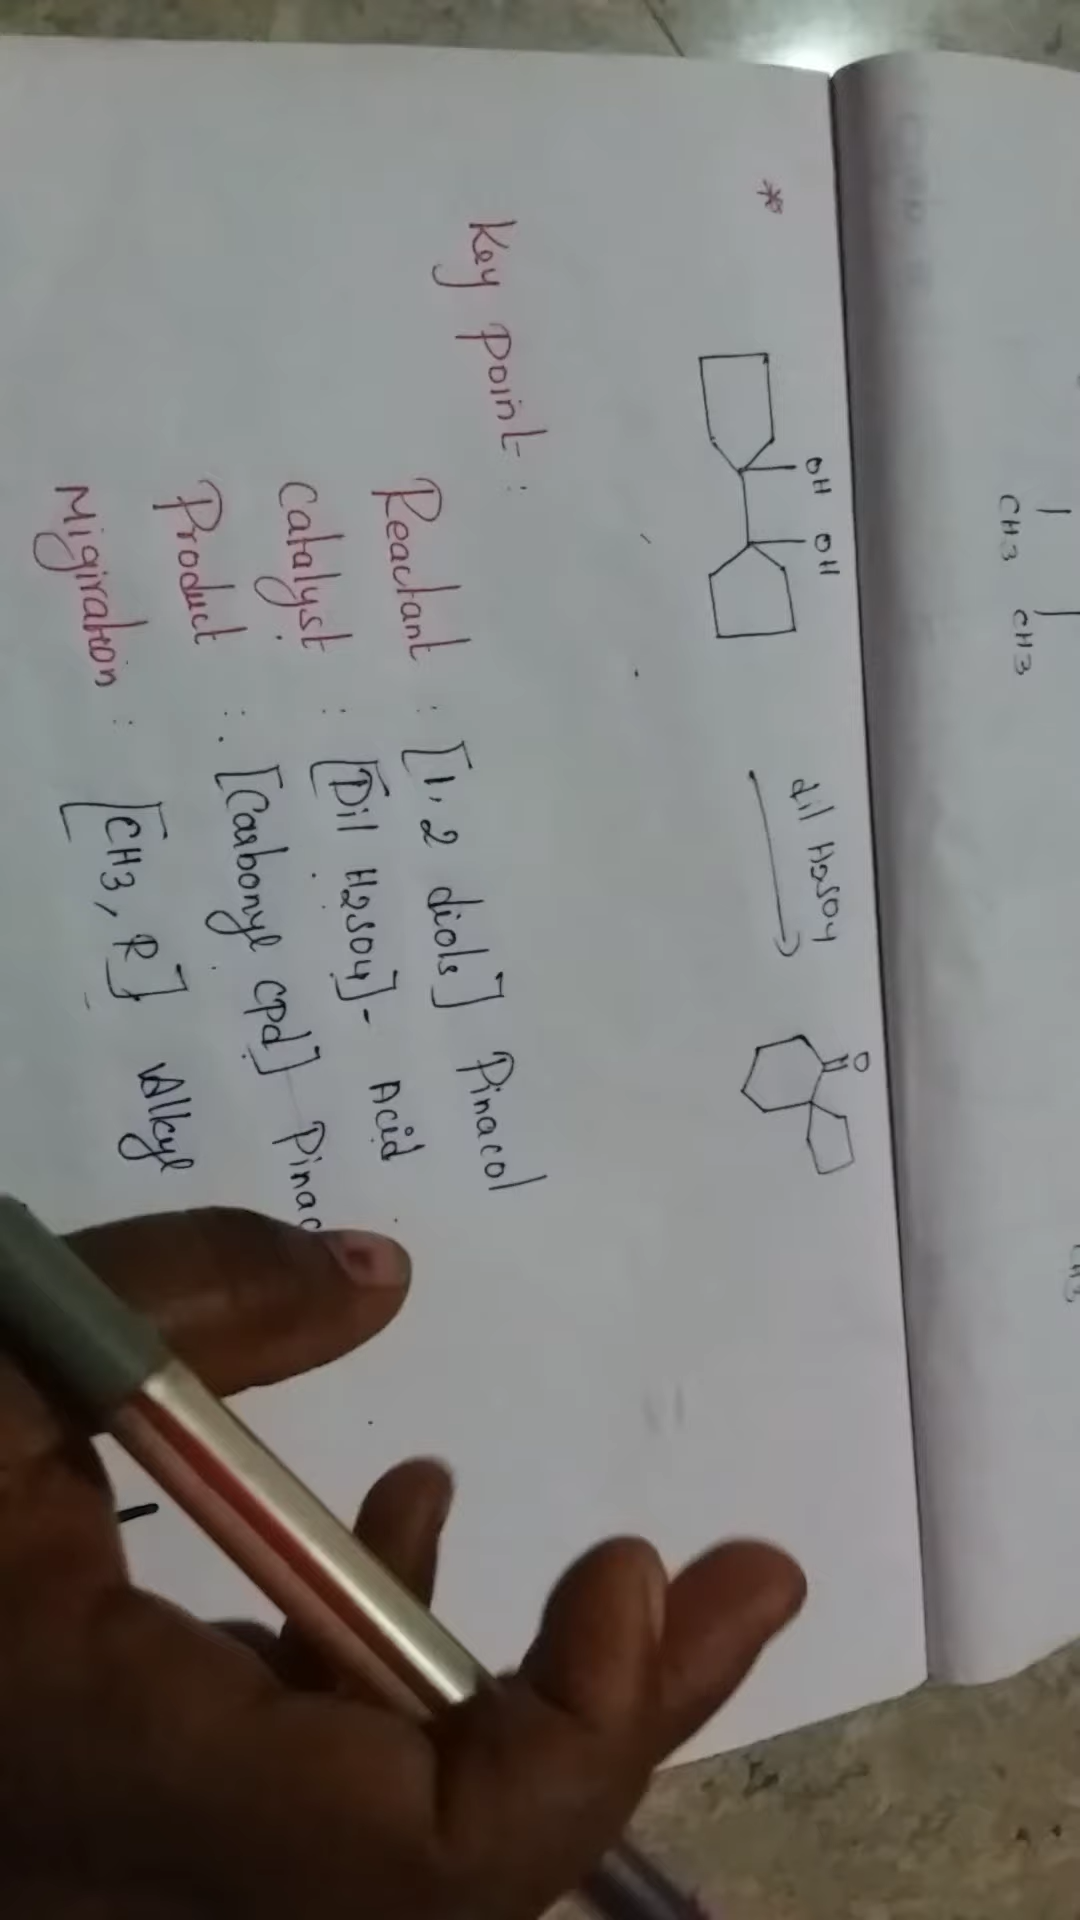 CH3 CH3
CH3
*
OH OH
dil H2SO4
O
Key point :
Reactant : [1, 2 diols] Pinacol
Catalyst : [Dil H2SO4]- Acid
Product : [Carbonyl cpd] Pinac
Migiration : [CH3, R] Alkyl